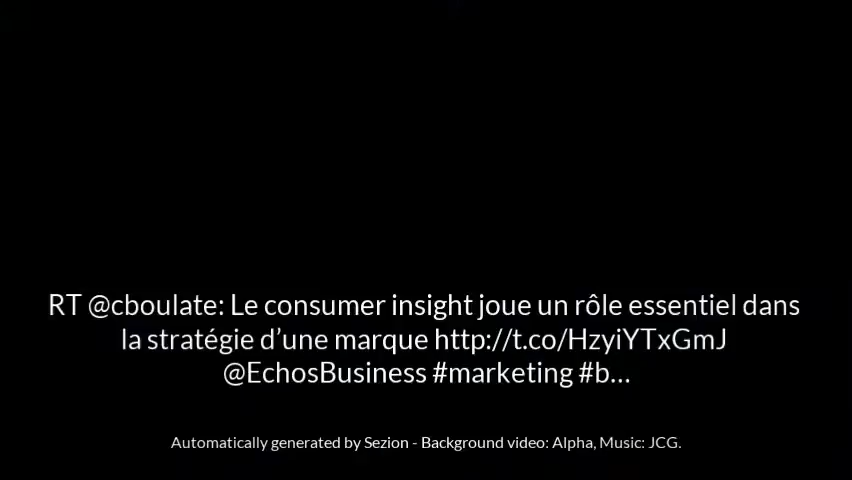 RT @cboulate: Le consumer insight joue un rôle essentiel dans
la stratégie d’une marque http://t.co/HzyiYTxGmJ
@EchosBusiness #marketing #b...
Automatically generated by Sezion - Background video: Alpha, Music: JCG.